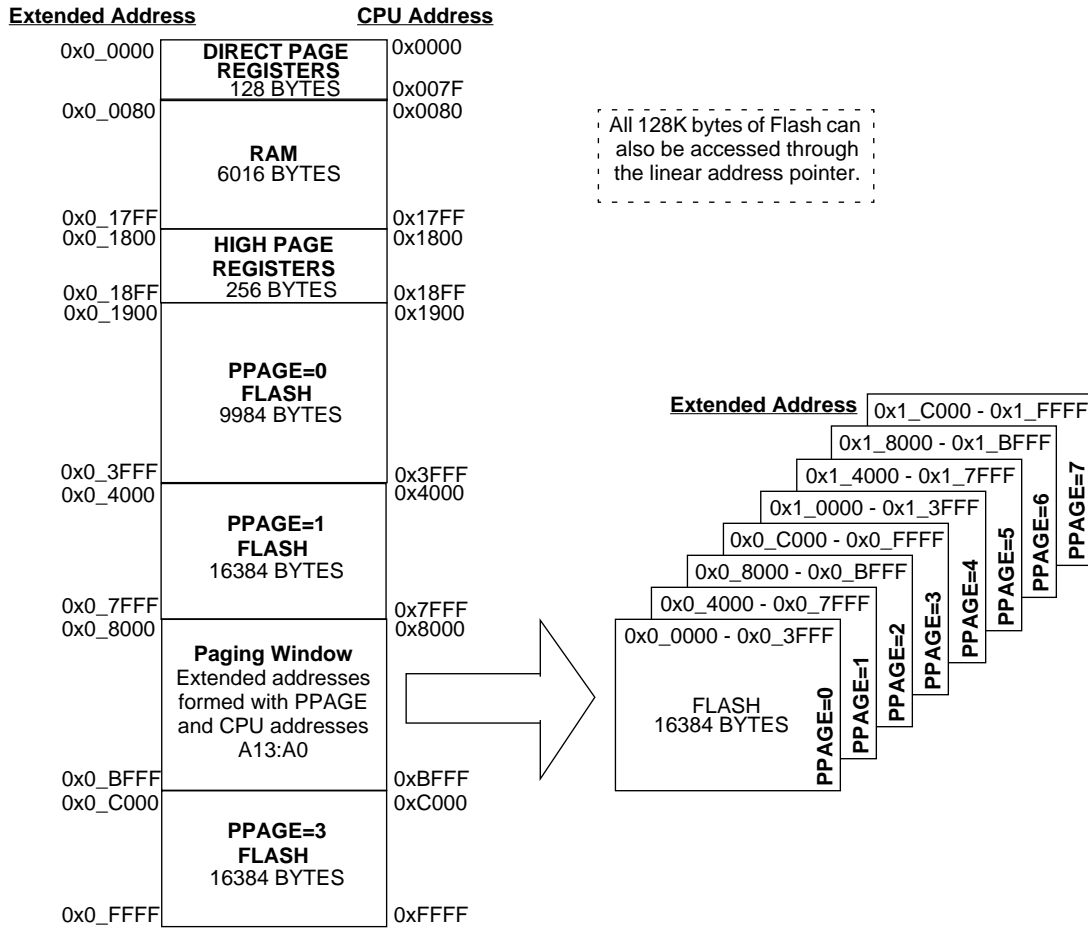 Extended Address
CPU Address
0x0_0000
DIRECT PAGE
REGISTERS
128 BYTES
0x0000
0x007F
0x0_0080
0x0080
RAM
6016 BYTES
0x0_17FF
0x17FF
0x0_1800
0x1800
HIGH PAGE
REGISTERS
256 BYTES
0x0_18FF
0x18FF
0x0_1900
0x1900
PPAGE=0
FLASH
9984 BYTES
0x0_3FFF
0x3FFF
0x0_4000
0x4000
PPAGE=1
FLASH
16384 BYTES
0x0_7FFF
0x7FFF
0x0_8000
0x8000
Paging Window
Extended addresses
formed with PPAGE
and CPU addresses
A13:A0
0x0_BFFF
0xBFFF
0x0_C000
0xC000
PPAGE=3
FLASH
16384 BYTES
0x0_FFFF
0xFFFF
All 128K bytes of Flash can
also be accessed through
the linear address pointer.
Extended Address
0x1_C000 - 0x1_FFFF
0x1_8000 - 0x1_BFFF
0x1_4000 - 0x1_7FFF
0x1_0000 - 0x1_3FFF
0x0_C000 - 0x0_FFFF
0x0_8000 - 0x0_BFFF
0x0_4000 - 0x0_7FFF
0x0_0000 - 0x0_3FFF
FLASH
16384 BYTES
PPAGE=0
PPAGE=1
PPAGE=2
PPAGE=3
PPAGE=4
PPAGE=5
PPAGE=6
PPAGE=7